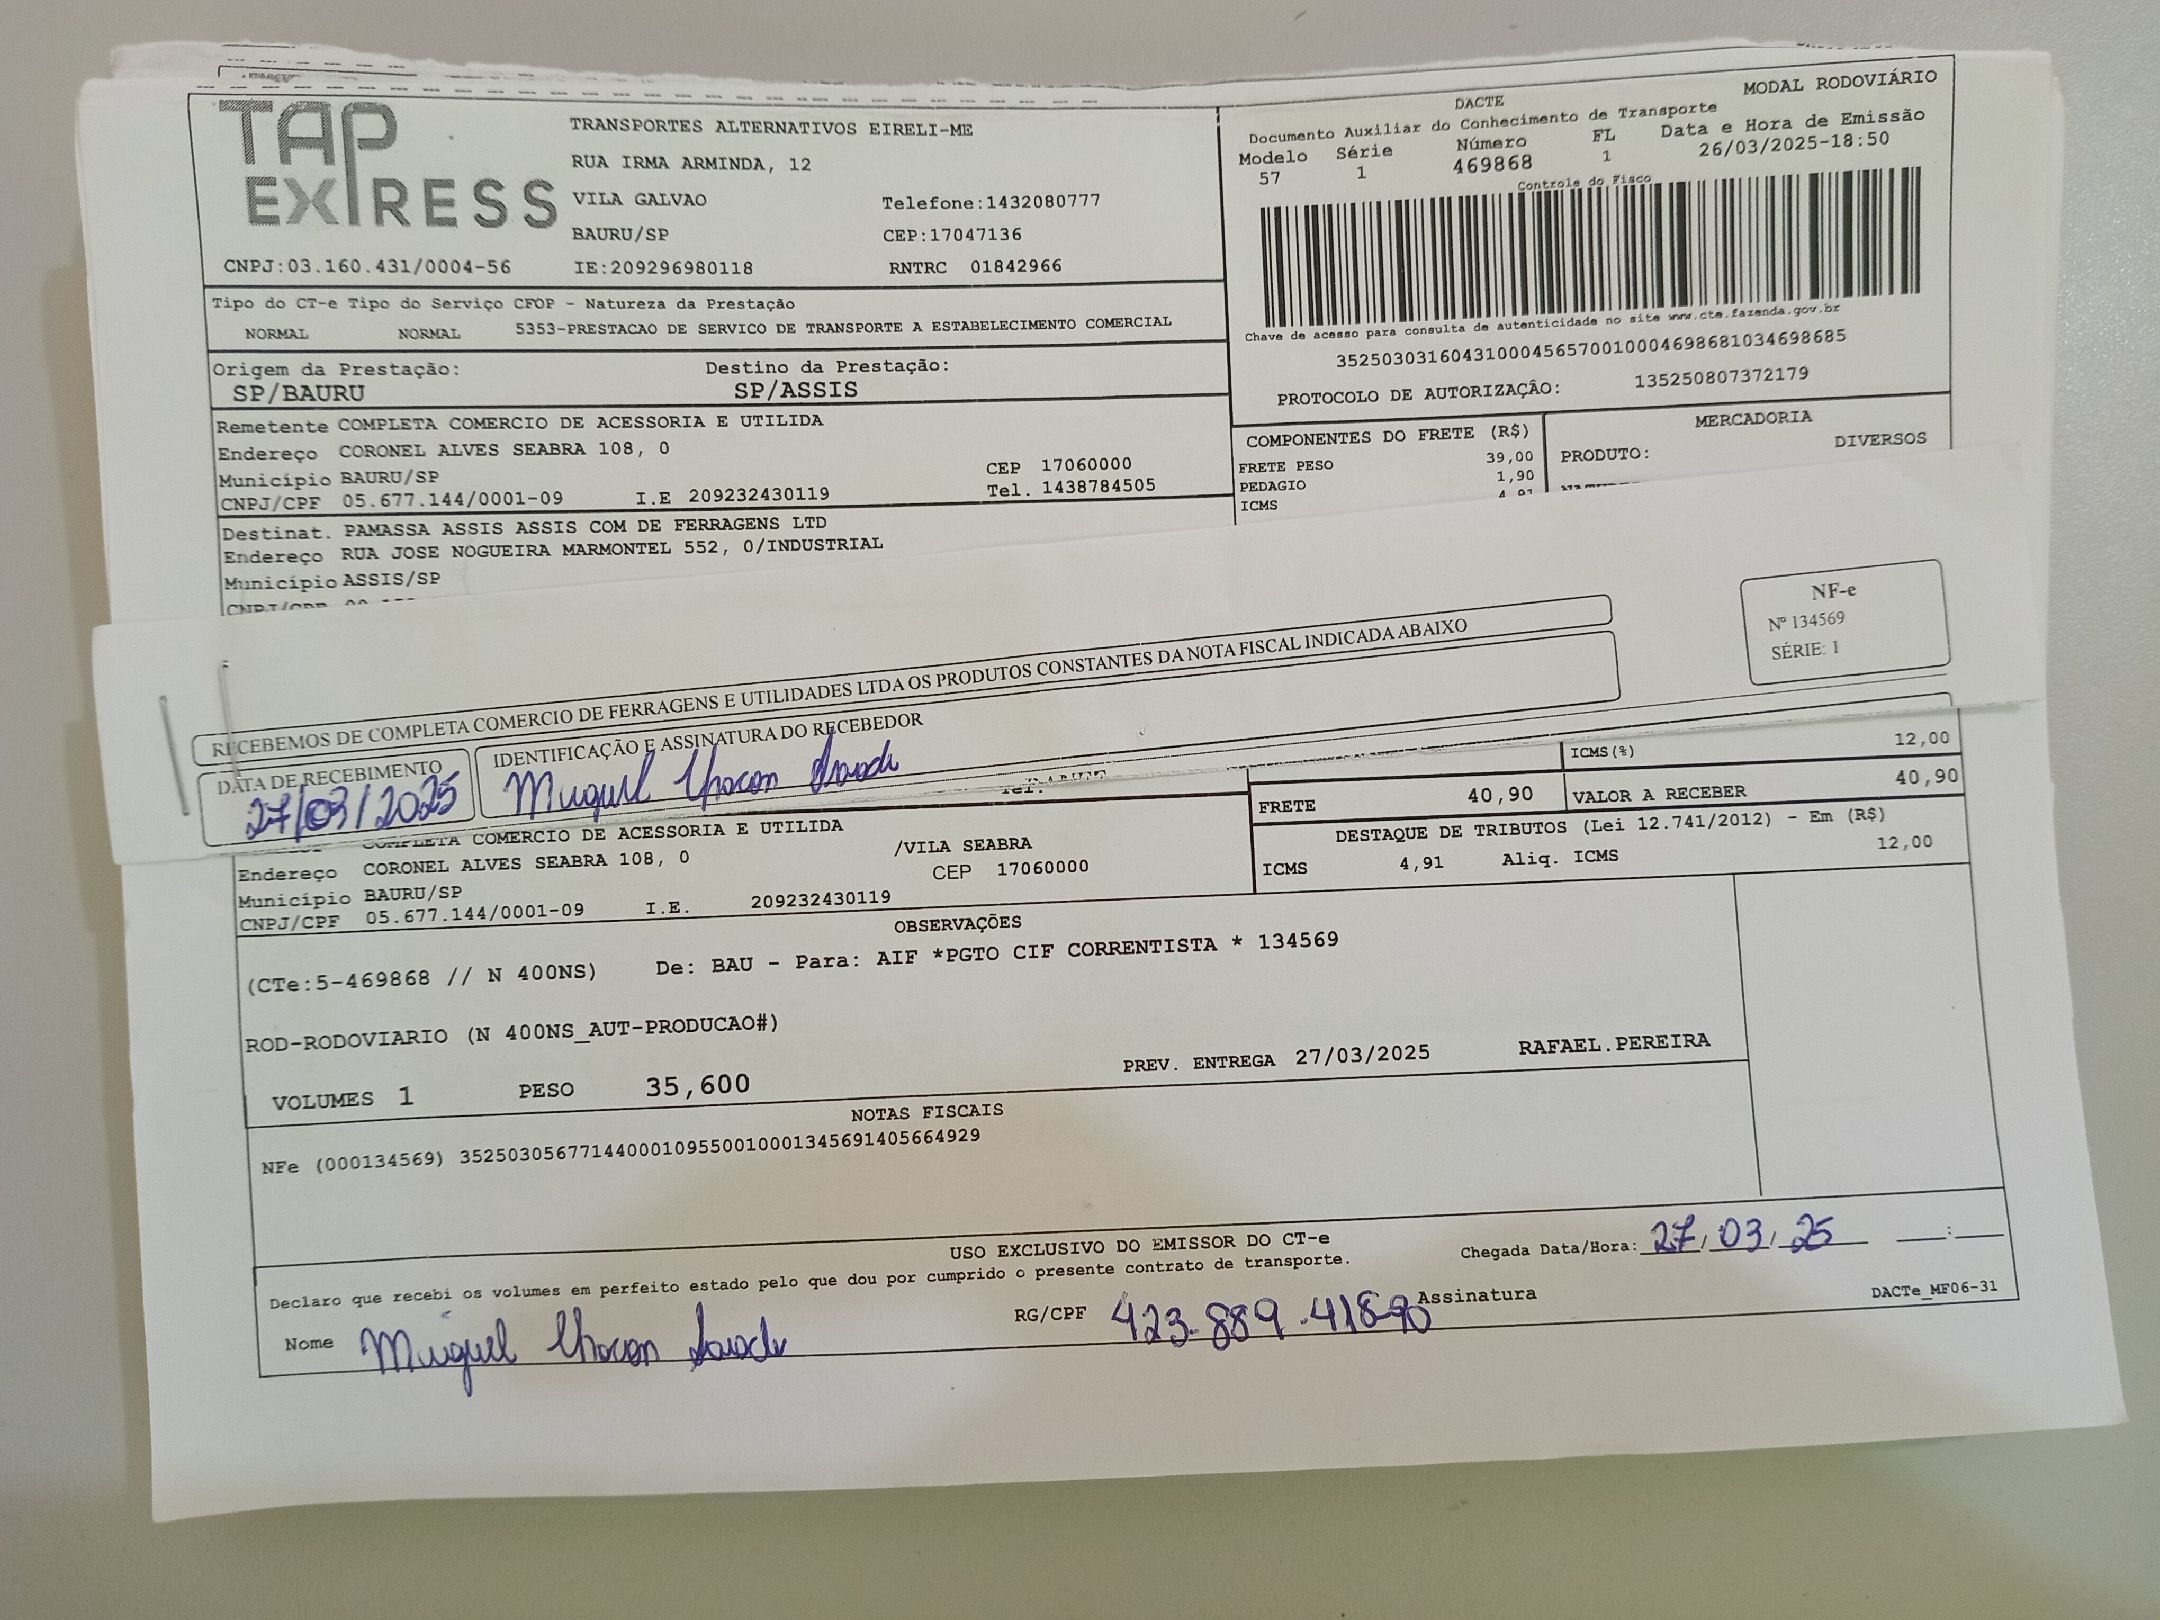 TAP EXPRESS
TRANSPORTES ALTERNATIVOS EIRELI-ME
RUA IRMA ARMINDA, 12
VILA GALVAO Telefone:1432080777
BAURU/SP CEP:17047136
CNPJ:03.160.431/0004-56 IE:209296980118 RNTRC 01842966
MODAL RODOVIÁRIO
DACTE
Documento Auxiliar do Conhecimento de Transporte
Modelo Série Número FL Data e Hora de Emissão
57 1 469868 1 26/03/2025-18:50
Controle do Fisco
Chave de acesso para consulta de autenticidade no site www.cte.fazenda.gov.br
35250303160431000456570010004698681034698685
PROTOCOLO DE AUTORIZAÇÃO: 135250807372179
Tipo do CT-e Tipo do Serviço CFOP - Natureza da Prestação
NORMAL NORMAL 5353-PRESTACAO DE SERVICO DE TRANSPORTE A ESTABELECIMENTO COMERCIAL
Origem da Prestação: Destino da Prestação:
SP/BAURU SP/ASSIS
Remetente COMPLETA COMERCIO DE ACESSORIA E UTILIDA
Endereço CORONEL ALVES SEABRA 108, 0
Município BAURU/SP CEP 17060000
CNPJ/CPF 05.677.144/0001-09 I.E 209232430119 Tel. 1438784505
COMPONENTES DO FRETE (R$)
FRETE PESO 39,00
PEDAGIO 1,90
ICMS 4,91
MERCADORIA
PRODUTO: DIVERSOS
Destinat. PAMASSA ASSIS ASSIS COM DE FERRAGENS LTD
Endereço RUA JOSE NOGUEIRA MARMONTEL 552, 0/INDUSTRIAL
Município ASSIS/SP
CNPJ/CPF
RECEBEMOS DE COMPLETA COMERCIO DE FERRAGENS E UTILIDADES LTDA OS PRODUTOS CONSTANTES DA NOTA FISCAL INDICADA ABAIXO
NF-e
Nº 134569
SÉRIE: 1
DATA DE RECEBIMENTO IDENTIFICAÇÃO E ASSINATURA DO RECEBEDOR
27/03/2025 Miguel Chacon
ICMS(%) 12,00
FRETE 40,90 VALOR A RECEBER 40,90
DESTAQUE DE TRIBUTOS (Lei 12.741/2012) - Em (R$)
ICMS 4,91 Aliq. ICMS 12,00
COMPLETA COMERCIO DE ACESSORIA E UTILIDA
Endereço CORONEL ALVES SEABRA 108, 0 /VILA SEABRA
Município BAURU/SP CEP 17060000
CNPJ/CPF 05.677.144/0001-09 I.E. 209232430119
OBSERVAÇÕES
(CTe:5-469868 // N 400NS) De: BAU - Para: AIF *PGTO CIF CORRENTISTA * 134569
ROD-RODOVIARIO (N 400NS_AUT-PRODUCAO#)
PREV. ENTREGA 27/03/2025 RAFAEL.PEREIRA
VOLUMES 1 PESO 35,600
NOTAS FISCAIS
NFe (000134569) 35250305677144000109550010001345691405664929
USO EXCLUSIVO DO EMISSOR DO CT-e
Declaro que recebi os volumes em perfeito estado pelo que dou por cumprido o presente contrato de transporte.
Chegada Data/Hora: 27/03/25 __:__
Nome Miguel Chacon RG/CPF 423.889.418-90 Assinatura
DACTe_MF06-31